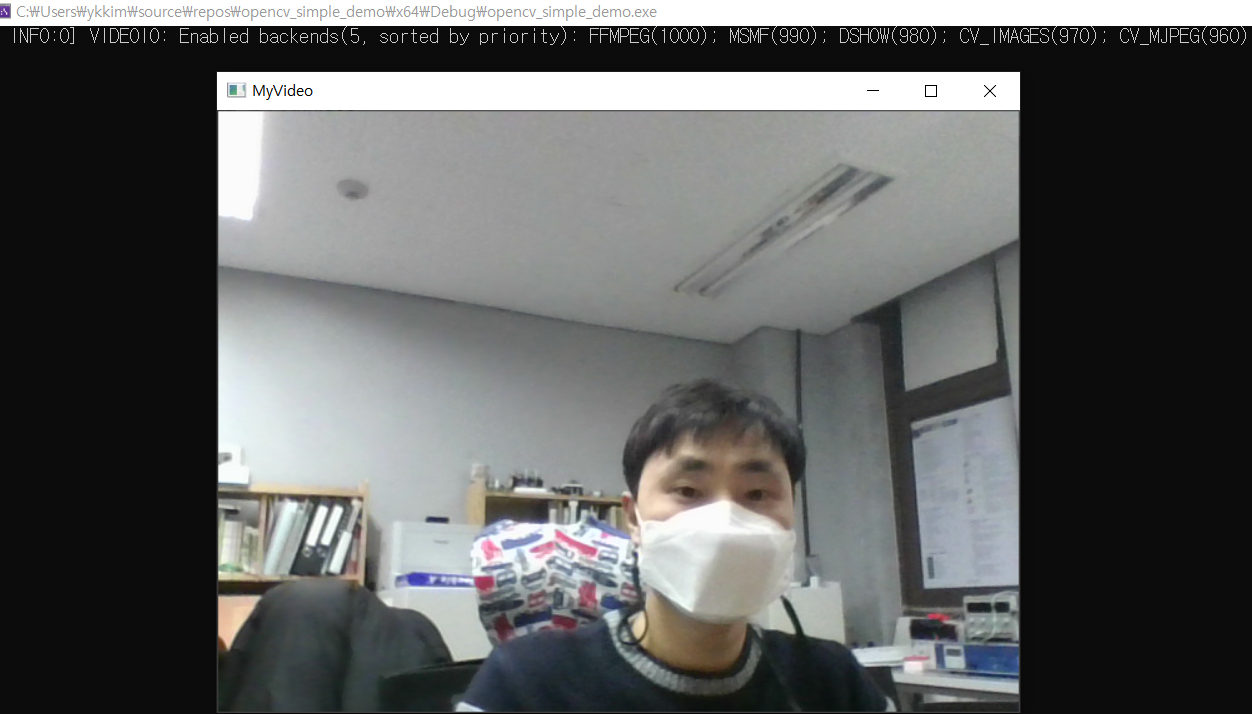 C:₩Users₩ykkim₩source₩repos₩opencv_simple_demo₩x64₩Debug₩opencv_simple_demo.exe
INFO:0] VIDEOIO: Enabled backends(5, sorted by priority): FFMPEG(1000); MSMF(990); DSHOW(980); CV_IMAGES(970); CV_MJPEG(960)
MyVideo